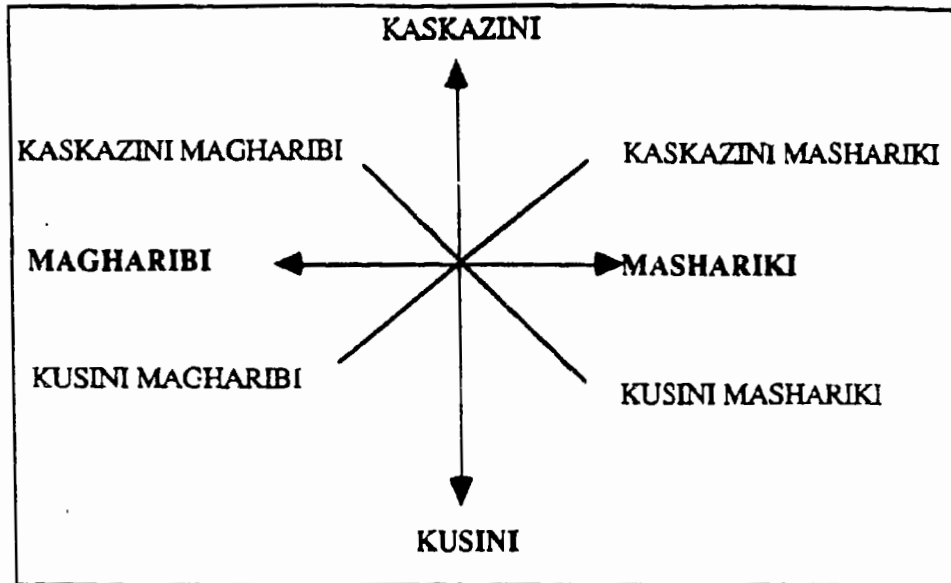 KASKAZINI
KASKAZINI MAGHARIBI
KASKAZINI MASHARIKI
MAGHARIBI
MASHARIKI
KUSINI MAGHARIBI
KUSINI MASHARIKI
KUSINI